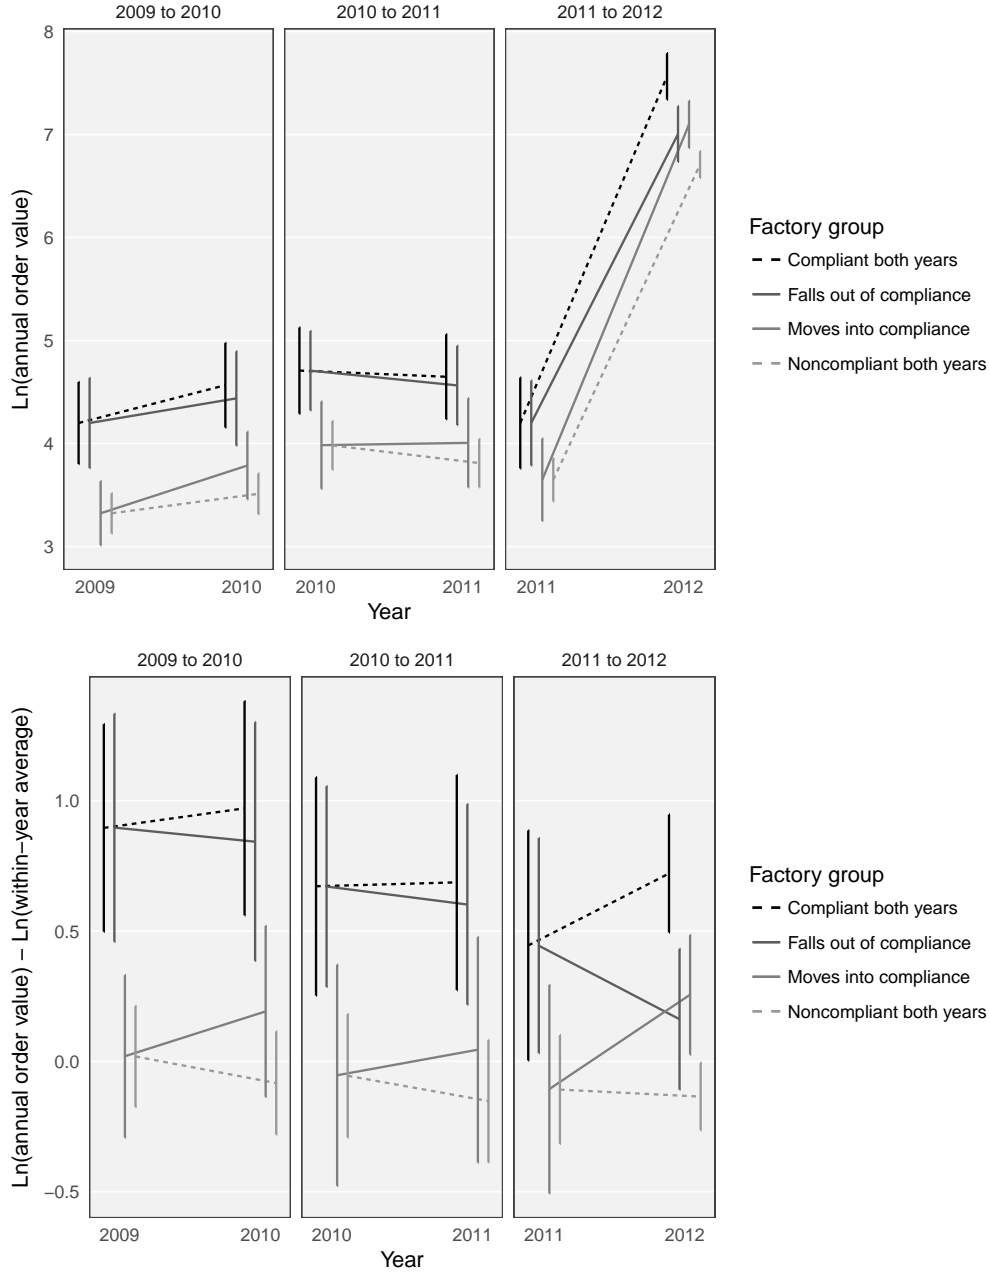 2009 to 2010
2010 to 2011
2011 to 2012
8
7
6
5
4
3
Ln(annual order value)
2009
2010
2010
2011
2011
2012
Year
Factory group
Compliant both years
Falls out of compliance
Moves into compliance
Noncompliant both years
2009 to 2010
2010 to 2011
2011 to 2012
1.0
0.5
0.0
−0.5
Ln(annual order value) − Ln(within−year average)
2009
2010
2010
2011
2011
2012
Year
Factory group
Compliant both years
Falls out of compliance
Moves into compliance
Noncompliant both years